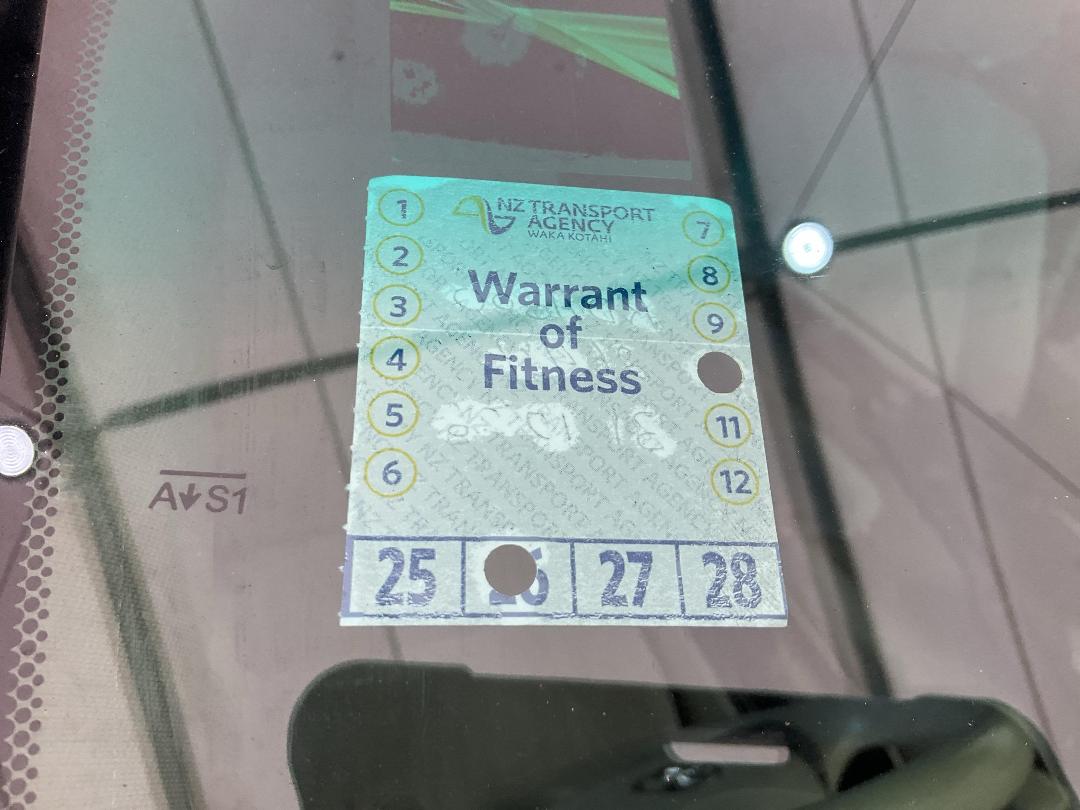 NZ TRANSPORT
AGENCY
WAKA KOTAHI
Warrant
of
Fitness
1
2
3
4
5
6
7
8
9
11
12
25
27
28
A↓S1